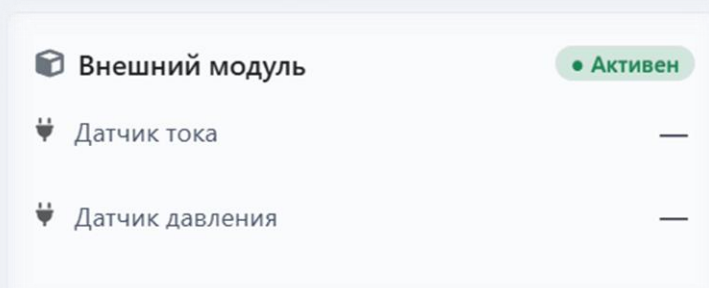 Внешний модуль
● Активен
Датчик тока —
Датчик давления —